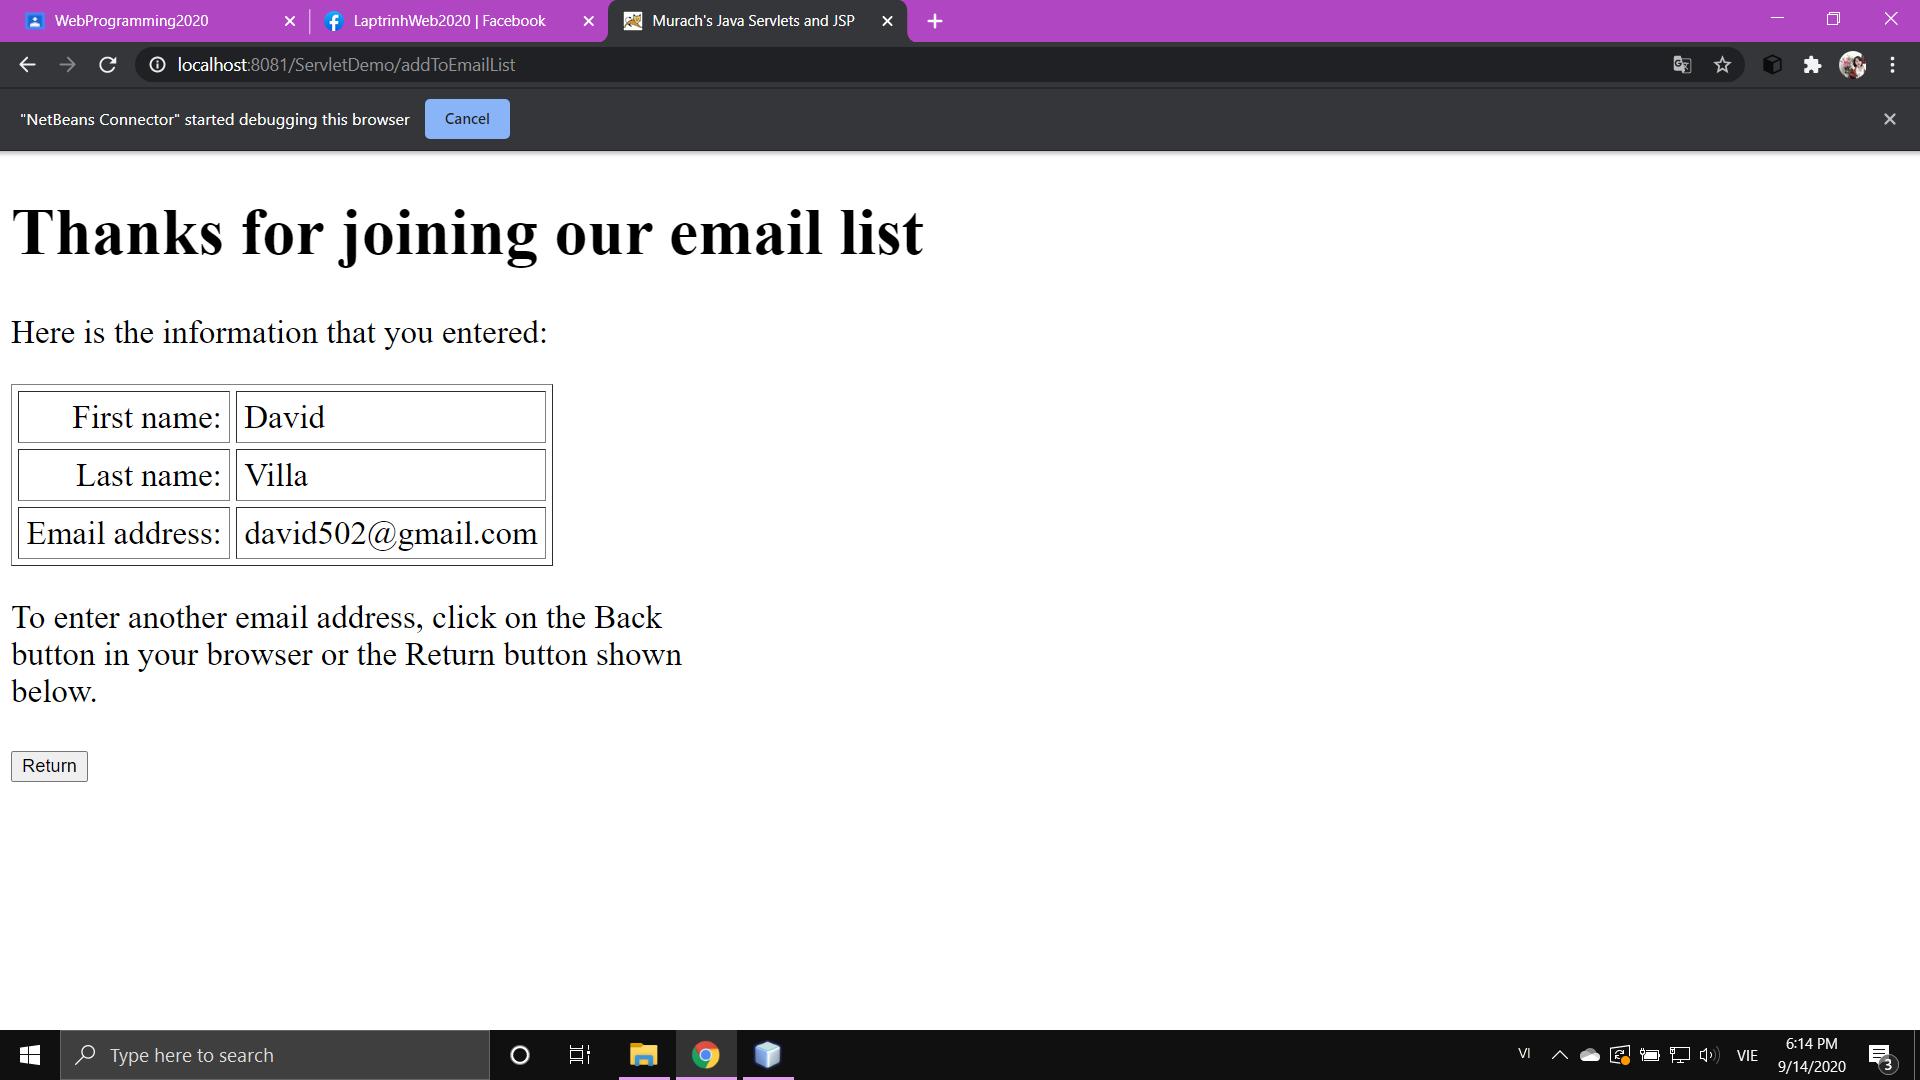 WebProgramming2020
LaptrinhWeb2020 | Facebook
Murach's Java Servlets and JSP
localhost:8081/ServletDemo/addToEmailList
"NetBeans Connector" started debugging this browser
Cancel
Thanks for joining our email list
Here is the information that you entered:
First name: David
Last name: Villa
Email address: david502@gmail.com
To enter another email address, click on the Back
button in your browser or the Return button shown
below.
Return
Type here to search
VI
VIE
6:14 PM
9/14/2020
3